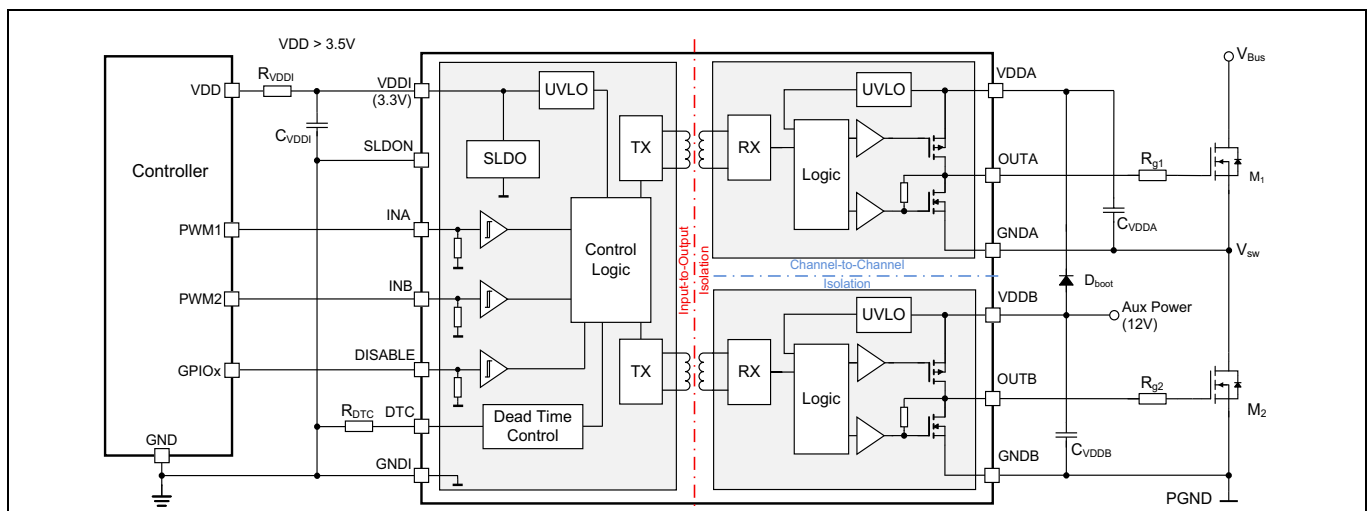 VDD > 3.5V
Controller
VDD
PWM1
PWM2
GPIOx
GND
RVDDI
CVDDI
RDTC
VDDI
(3.3V)
SLDON
INA
INB
DISABLE
DTC
GNDI
UVLO
SLDO
TX
Control
Logic
TX
Dead Time
Control
Input-to-Output
Isolation
Channel-to-Channel
Isolation
UVLO
RX
Logic
UVLO
RX
Logic
VDDA
OUTA
GNDA
VDDB
OUTB
GNDB
VBus
Rg1
M1
CVDDA
Vsw
Dboot
Aux Power
(12V)
Rg2
M2
CVDDB
PGND